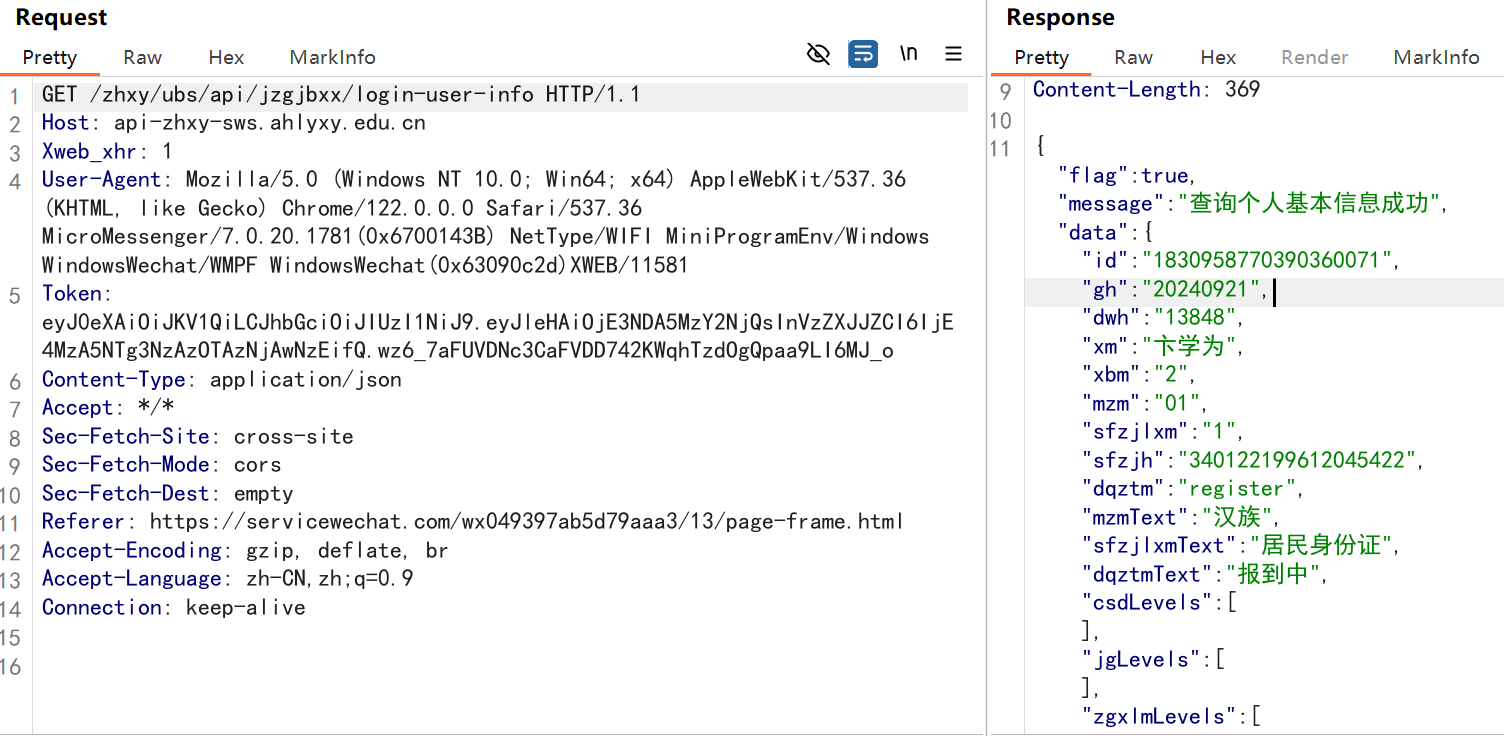 Request
Pretty Raw Hex MarkInfo \n
1 GET /zhxy/ubs/api/jzgjbxx/login-user-info HTTP/1.1
2 Host: api-zhxy-sws.ahlyxy.edu.cn
3 Xweb_xhr: 1
4 User-Agent: Mozilla/5.0 (Windows NT 10.0; Win64; x64) AppleWebKit/537.36
(KHTML, like Gecko) Chrome/122.0.0.0 Safari/537.36
MicroMessenger/7.0.20.1781(0x6700143B) NetType/WIFI MiniProgramEnv/Windows
WindowsWechat/WMPF WindowsWechat(0x63090c2d)XWEB/11581
5 Token:
6 Content-Type: application/json
7 Accept: */*
8 Sec-Fetch-Site: cross-site
9 Sec-Fetch-Mode: cors
10 Sec-Fetch-Dest: empty
11 Referer: https://servicewechat.com/wx049397ab5d79aaa3/13/page-frame.html
12 Accept-Encoding: gzip, deflate, br
13 Accept-Language: zh-CN,zh;q=0.9
14 Connection: keep-alive
15
16
Response
Pretty Raw Hex Render MarkInfo
9 Content-Length: 369
10
11 {
"flag":true,
"message":"查询个人基本信息成功",
"data":{
"id":"1830958770390360071",
"gh":"20240921",
"dwh":"13848",
"xm":"卞学为",
"xbm":"2",
"mzm":"01",
"sfzjlxm":"1",
"sfzjh":"340122199612045422",
"dqztm":"register",
"mzmText":"汉族",
"sfzjlxmText":"居民身份证",
"dqztmText":"报到中",
"csdLevels":[
],
"jgLevels":[
],
"zgxlmLevels":[